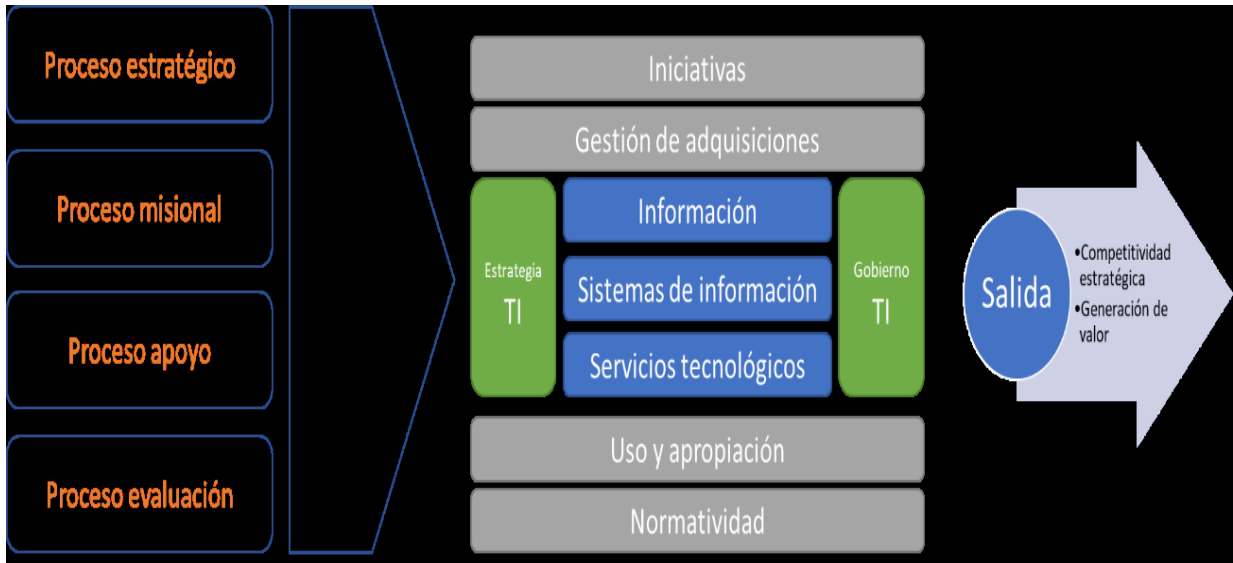 Proceso estratégico
Proceso misional
Proceso apoyo
Proceso evaluación
Iniciativas
Gestión de adquisiciones
Estrategia
TI
Información
Sistemas de información
Servicios tecnológicos
Gobierno
TI
Uso y apropiación
Normatividad
Salida
•Competitividad
estratégica
•Generación de
valor